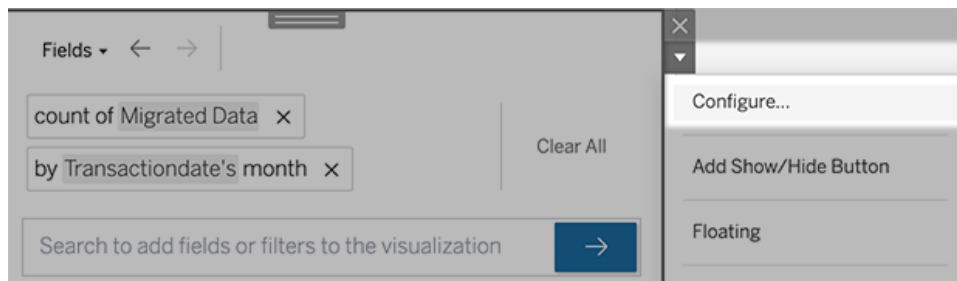 Fields
count of Migrated Data ×
by Transactiondate's month ×
Clear All
Search to add fields or filters to the visualization
Configure...
Add Show/Hide Button
Floating